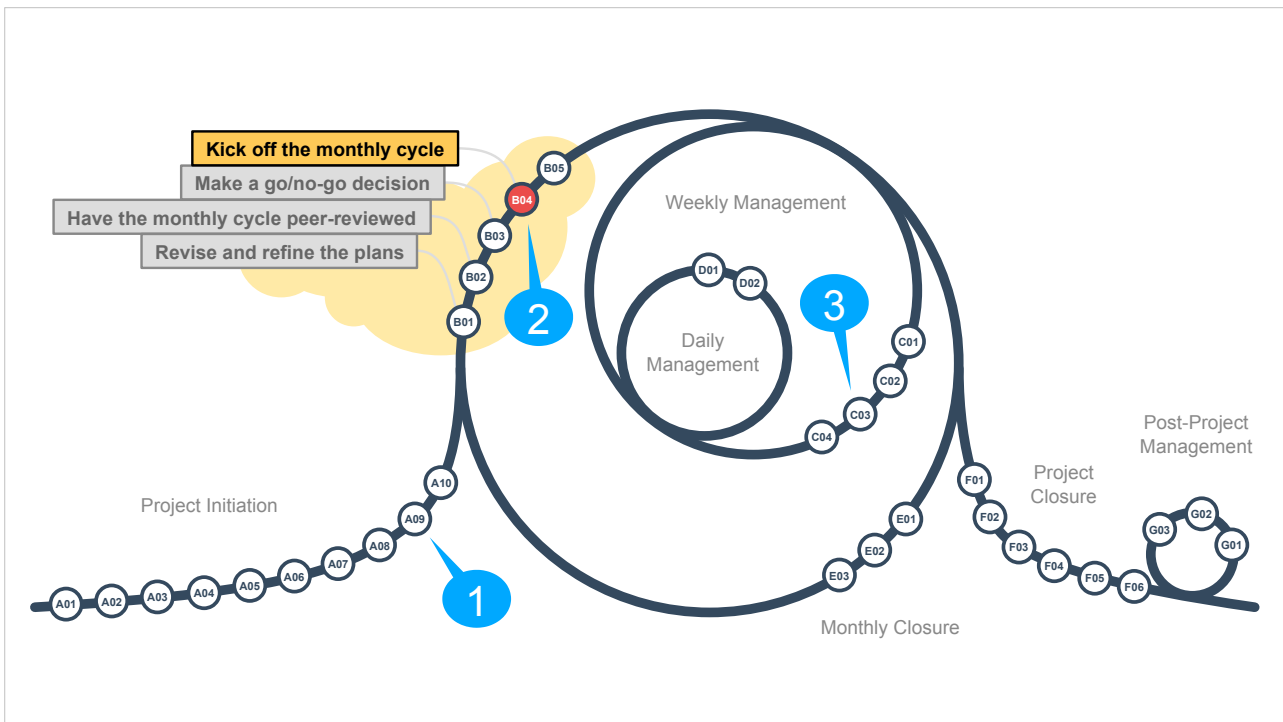 Kick off the monthly cycle
Make a go/no-go decision
Have the monthly cycle peer-reviewed
Revise and refine the plans
B05
B04
B03
B02
B01
2
Weekly Management
D01
D02
Daily
Management
3
C01
C02
C03
C04
Project Initiation
A01
A02
A03
A04
A05
A06
A07
A08
A09
A10
1
E01
E02
E03
Monthly Closure
F01
F02
F03
F04
F05
F06
Project
Closure
Post-Project
Management
G03
G02
G01